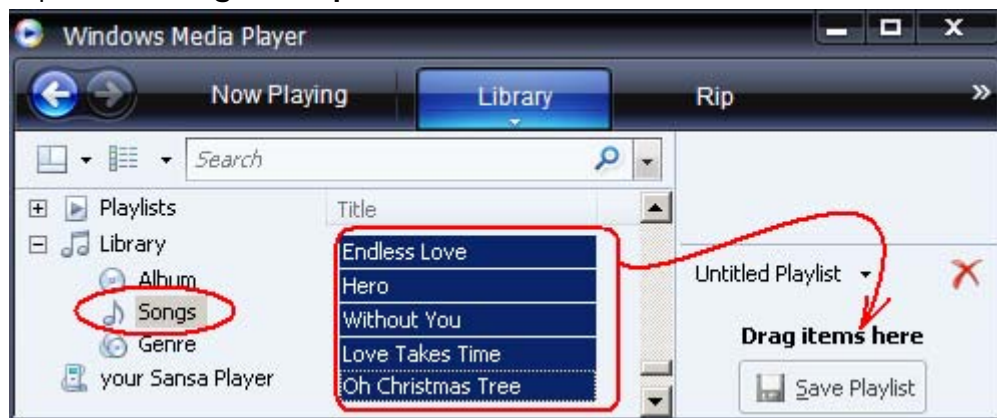 Windows Media Player
Now Playing Library Rip »
Search
Playlists
Library
Album
Songs
Genre
your Sansa Player
Title
Endless Love
Hero
Without You
Love Takes Time
Oh Christmas Tree
Untitled Playlist
Drag items here
Save Playlist